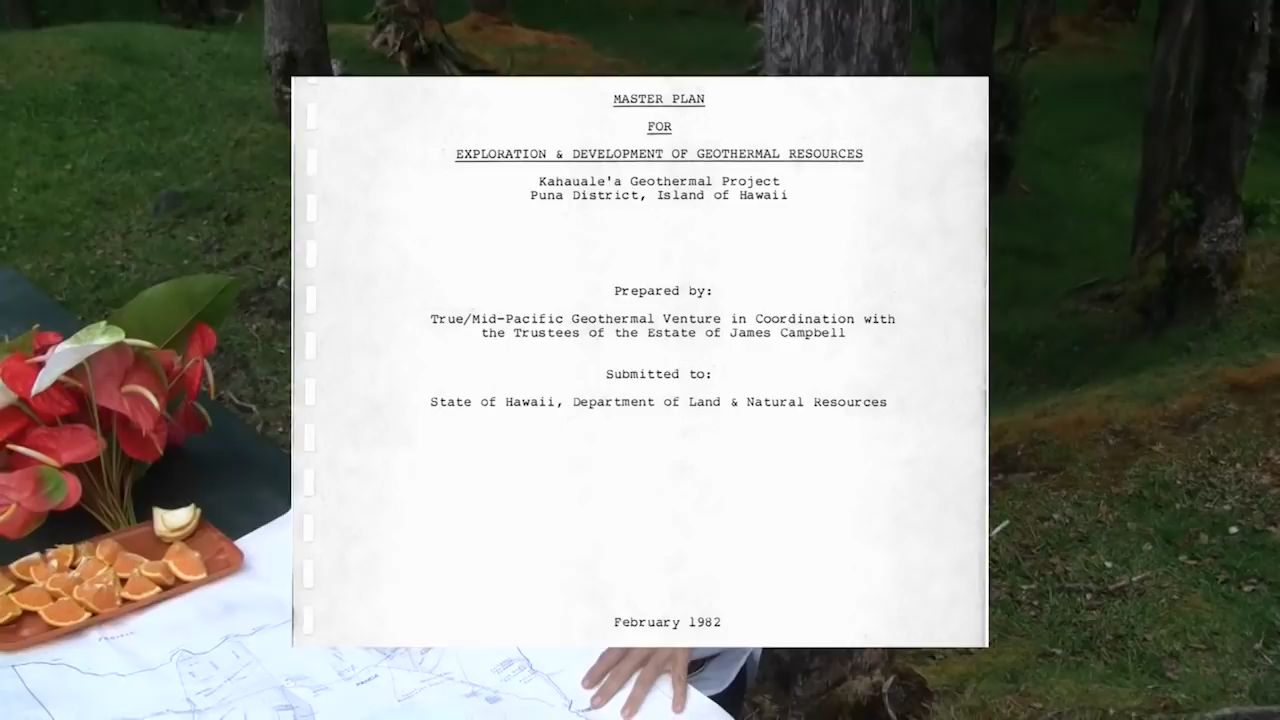 MASTER PLAN
FOR
EXPLORATION & DEVELOPMENT OF GEOTHERMAL RESOURCES
Kahauale'a Geothermal Project
Puna District, Island of Hawaii
Prepared by:
True/Mid-Pacific Geothermal Venture in Coordination with
the Trustees of the Estate of James Campbell
Submitted to:
State of Hawaii, Department of Land & Natural Resources
February 1982